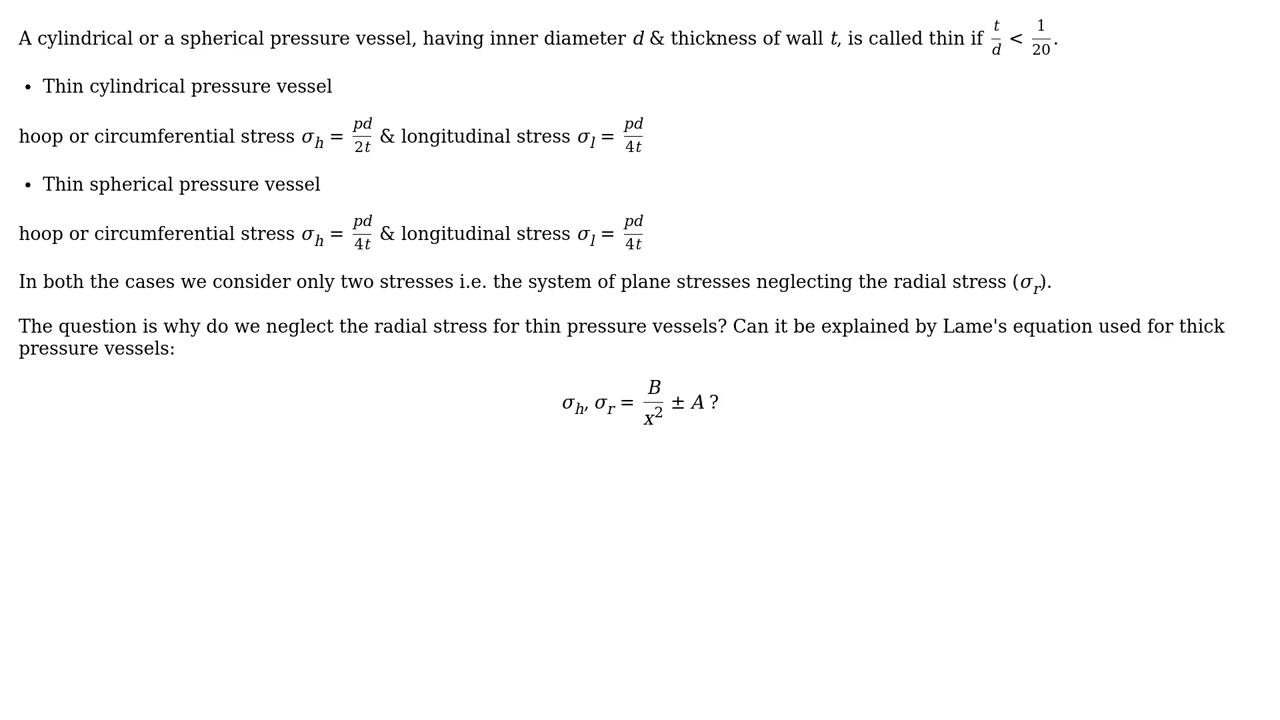 A cylindrical or a spherical pressure vessel, having inner diameter d & thickness of wall t, is called thin if t/d < 1/20.
• Thin cylindrical pressure vessel
hoop or circumferential stress σ_h = pd/2t & longitudinal stress σ_l = pd/4t
• Thin spherical pressure vessel
hoop or circumferential stress σ_h = pd/4t & longitudinal stress σ_l = pd/4t
In both the cases we consider only two stresses i.e. the system of plane stresses neglecting the radial stress (σ_r).
The question is why do we neglect the radial stress for thin pressure vessels? Can it be explained by Lame's equation used for thick
pressure vessels:
σ_h, σ_r = B/x² ± A ?